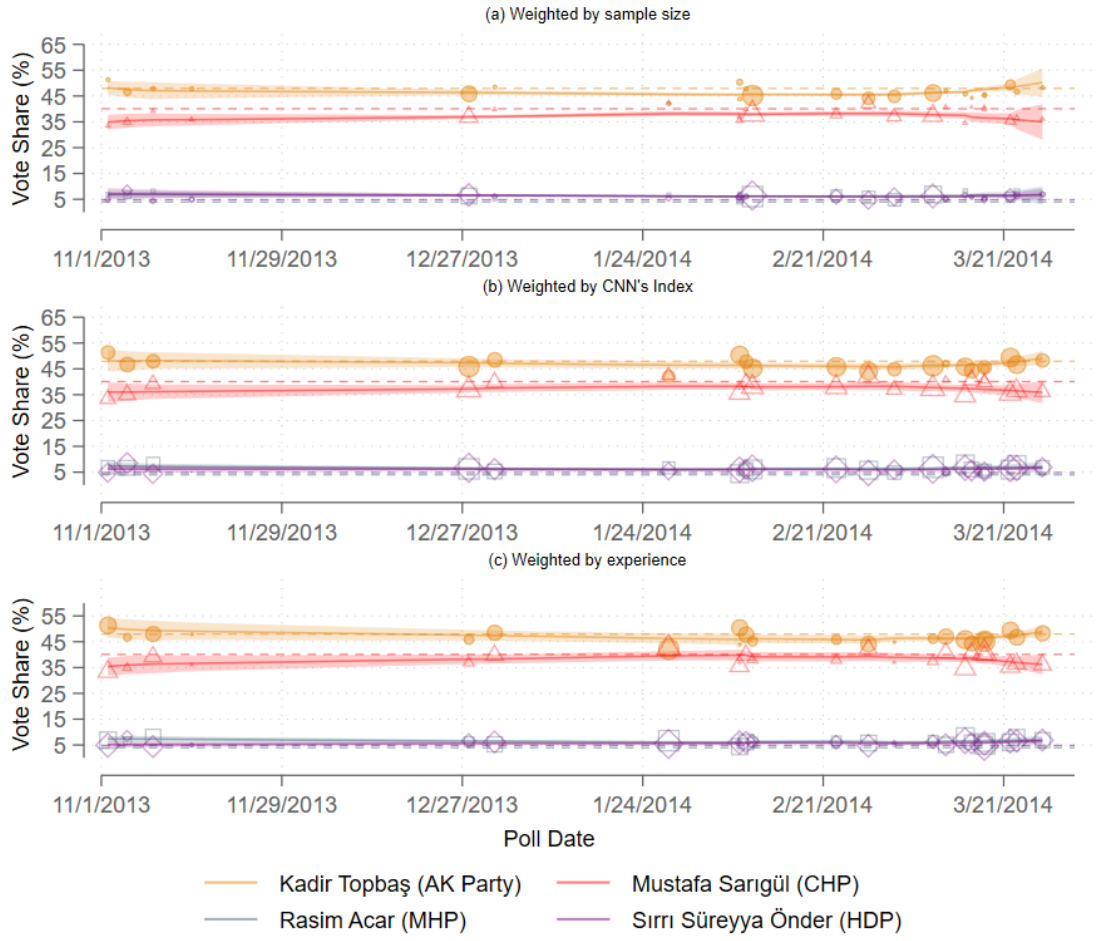 (a) Weighted by sample size
65
55
45
35
25
15
5
Vote Share (%)
11/1/2013 11/29/2013 12/27/2013 1/24/2014 2/21/2014 3/21/2014
(b) Weighted by CNN's Index
65
55
45
35
25
15
5
Vote Share (%)
11/1/2013 11/29/2013 12/27/2013 1/24/2014 2/21/2014 3/21/2014
(c) Weighted by experience
55
45
35
25
15
5
Vote Share (%)
11/1/2013 11/29/2013 12/27/2013 1/24/2014 2/21/2014 3/21/2014
Poll Date
Kadir Topbaş (AK Party) Mustafa Sarıgül (CHP)
Rasim Acar (MHP) Sırrı Süreyya Önder (HDP)